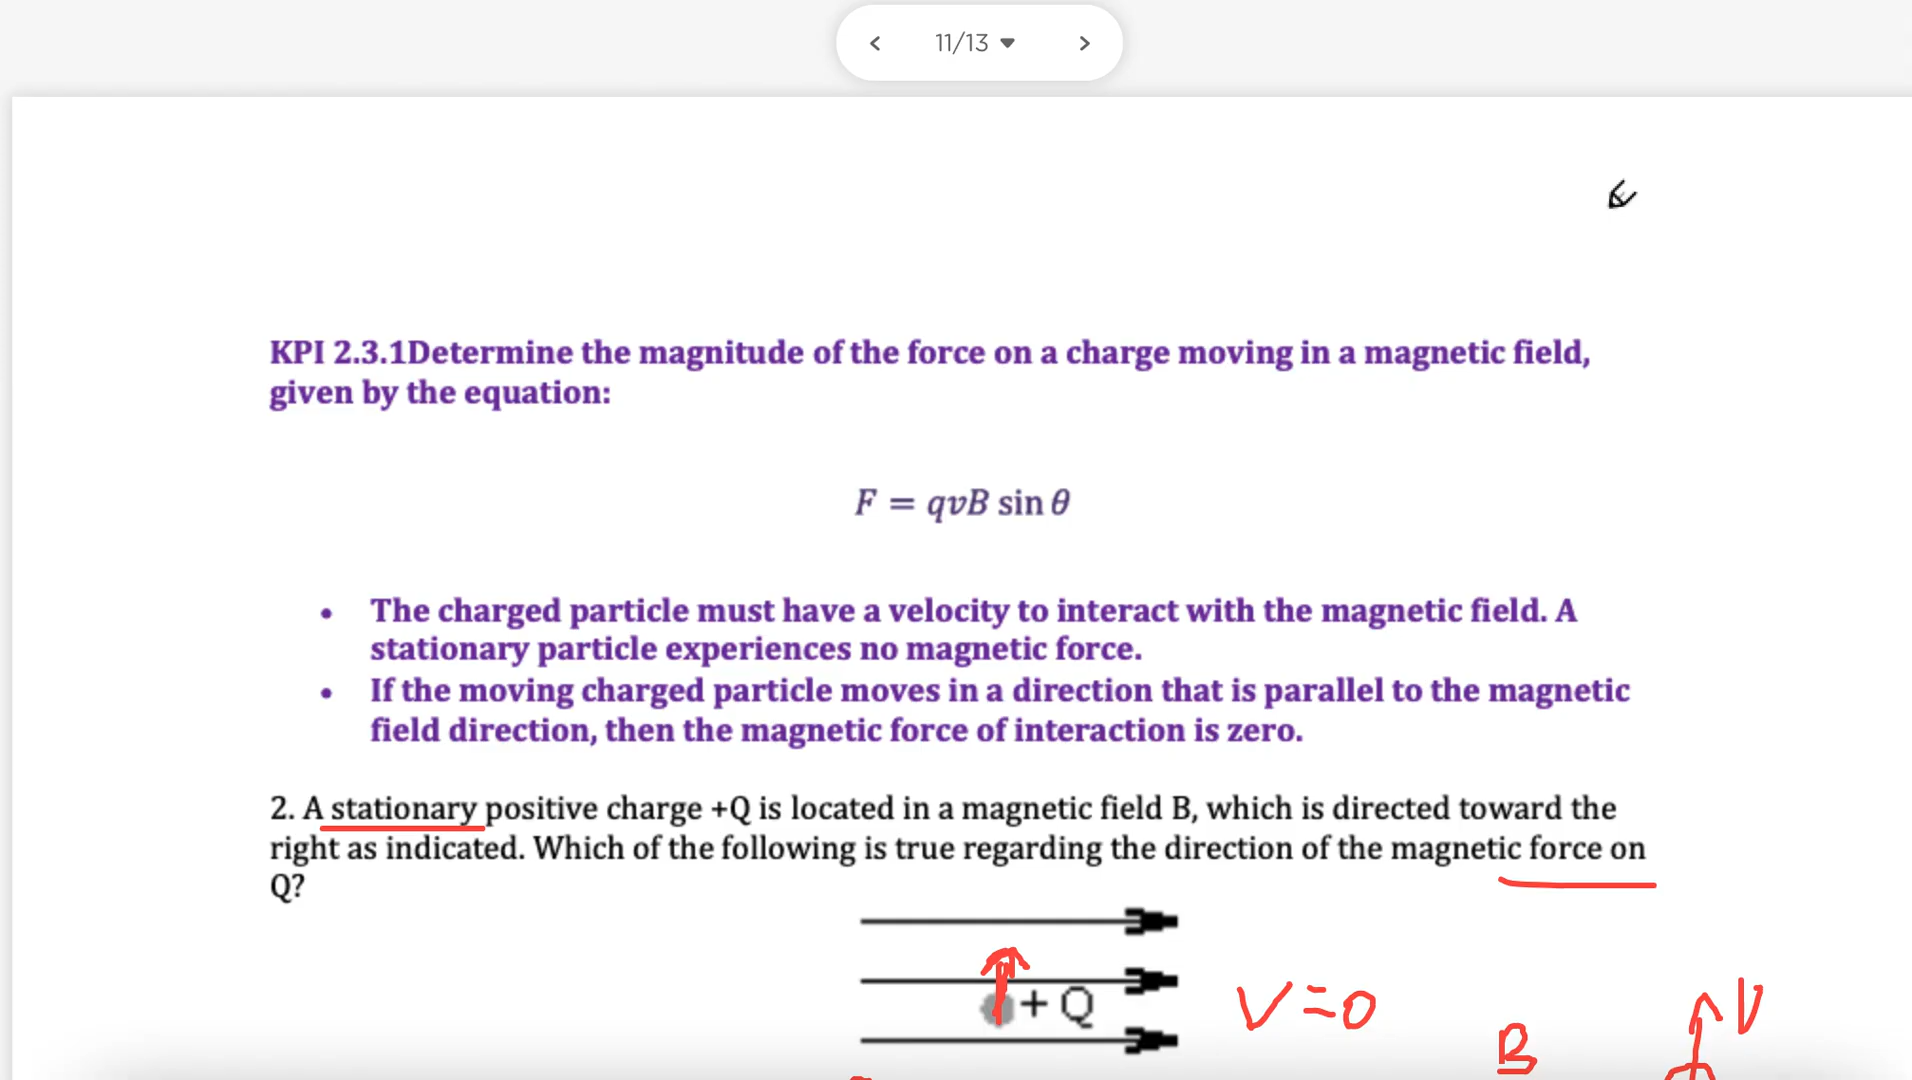 11/13
KPI 2.3.1Determine the magnitude of the force on a charge moving in a magnetic field,
given by the equation:
F = qvB sin θ
• The charged particle must have a velocity to interact with the magnetic field. A
stationary particle experiences no magnetic force.
• If the moving charged particle moves in a direction that is parallel to the magnetic
field direction, then the magnetic force of interaction is zero.
2. A stationary positive charge +Q is located in a magnetic field B, which is directed toward the
right as indicated. Which of the following is true regarding the direction of the magnetic force on
Q?
+ Q
V=0
V
B